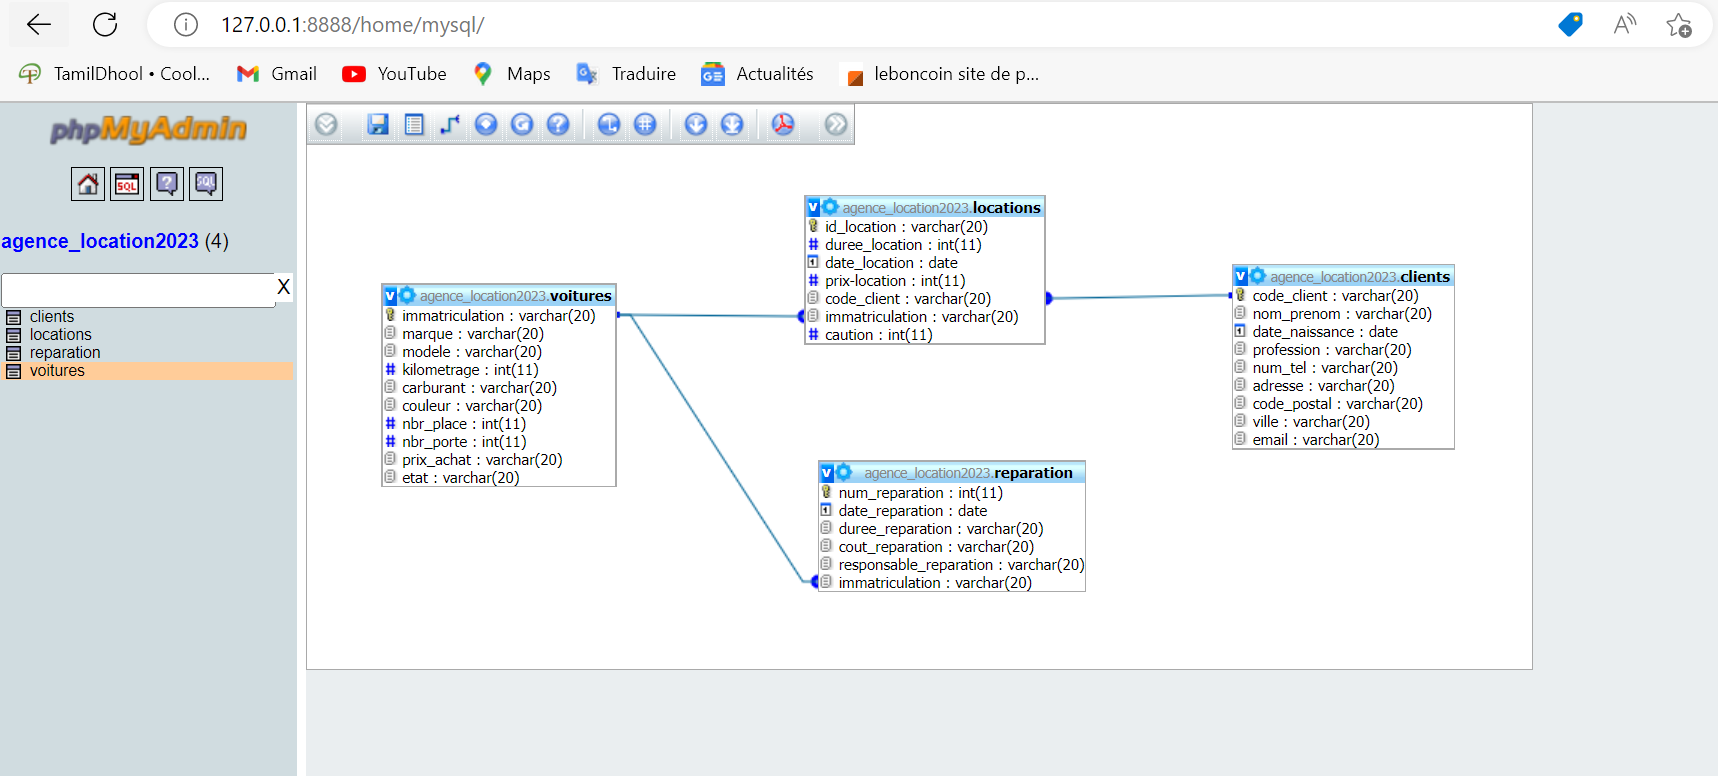 127.0.0.1:8888/home/mysql/
TamilDhool • Cool... Gmail YouTube Maps Traduire Actualités leboncoin site de p...
phpMyAdmin
SQL ? SQL
agence_location2023 (4)
X
clients
locations
reparation
voitures
agence_location2023.voitures
immatriculation : varchar(20)
marque : varchar(20)
modele : varchar(20)
kilometrage : int(11)
carburant : varchar(20)
couleur : varchar(20)
nbr_place : int(11)
nbr_porte : int(11)
prix_achat : varchar(20)
etat : varchar(20)
agence_location2023.locations
id_location : varchar(20)
duree_location : int(11)
date_location : date
prix-location : int(11)
code_client : varchar(20)
immatriculation : varchar(20)
caution : int(11)
agence_location2023.reparation
num_reparation : int(11)
date_reparation : date
duree_reparation : varchar(20)
cout_reparation : varchar(20)
responsable_reparation : varchar(20)
immatriculation : varchar(20)
agence_location2023.clients
code_client : varchar(20)
nom_prenom : varchar(20)
date_naissance : date
profession : varchar(20)
num_tel : varchar(20)
adresse : varchar(20)
code_postal : varchar(20)
ville : varchar(20)
email : varchar(20)